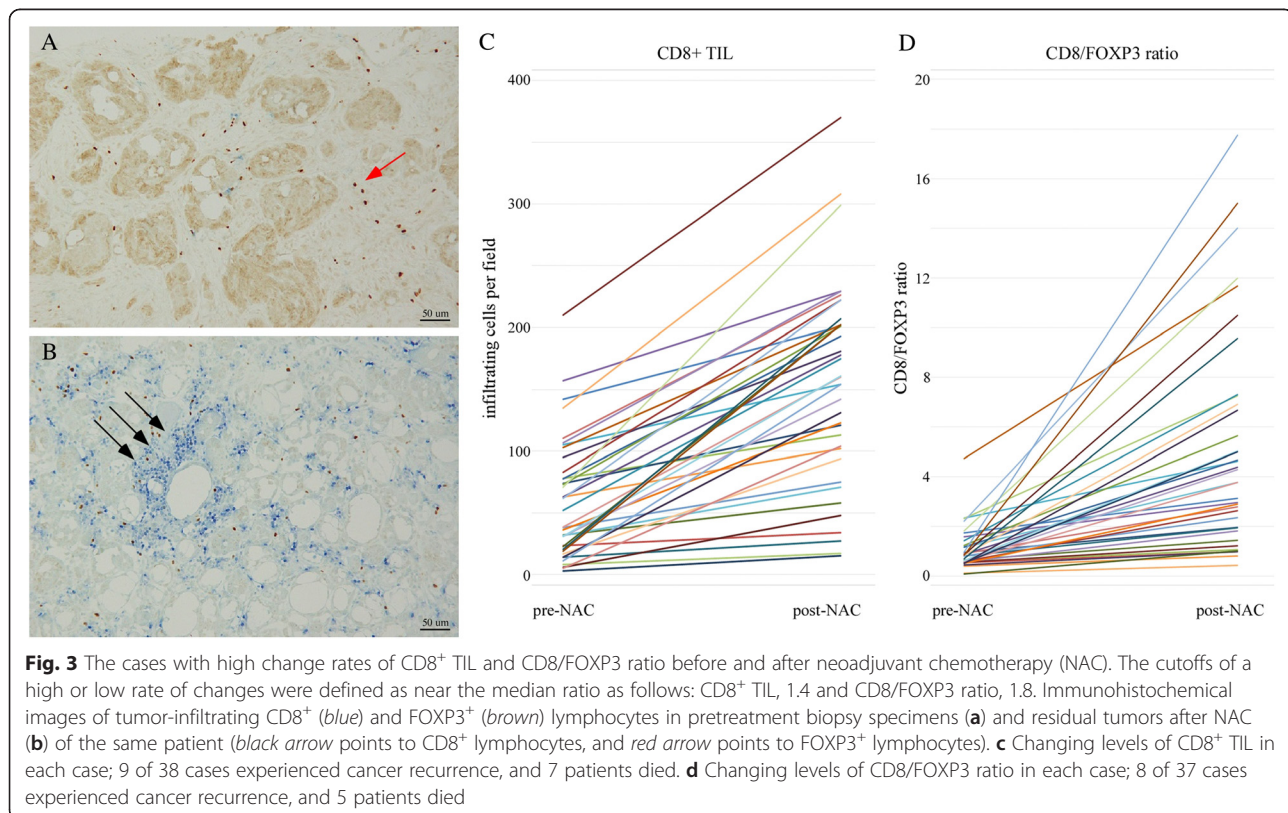 A
50 um
B
50 um
C
CD8+ TIL
infiltrating cells per field
400
300
200
100
0
pre-NAC
post-NAC
D
CD8/FOXP3 ratio
CD8/FOXP3 ratio
20
16
12
8
4
0
pre-NAC
post-NAC
Fig. 3 The cases with high change rates of CD8+ TIL and CD8/FOXP3 ratio before and after neoadjuvant chemotherapy (NAC). The cutoffs of a
high or low rate of changes were defined as near the median ratio as follows: CD8+ TIL, 1.4 and CD8/FOXP3 ratio, 1.8. Immunohistochemical
images of tumor-infiltrating CD8+ (blue) and FOXP3+ (brown) lymphocytes in pretreatment biopsy specimens (a) and residual tumors after NAC
(b) of the same patient (black arrow points to CD8+ lymphocytes, and red arrow points to FOXP3+ lymphocytes). c Changing levels of CD8+ TIL in
each case; 9 of 38 cases experienced cancer recurrence, and 7 patients died. d Changing levels of CD8/FOXP3 ratio in each case; 8 of 37 cases
experienced cancer recurrence, and 5 patients died